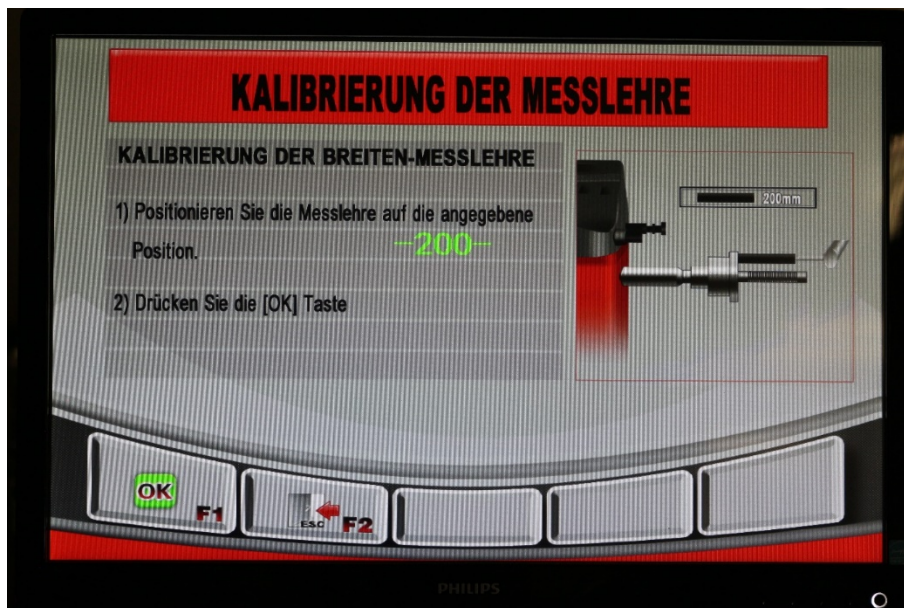 KALIBRIERUNG DER MESSLEHRE
KALIBRIERUNG DER BREITEN-MESSLEHRE
1) Positionieren Sie die Messlehre auf die angegebene
Position.
-200-
2) Drücken Sie die [OK] Taste
200mm
OK
F1
ESC
F2
PHILIPS